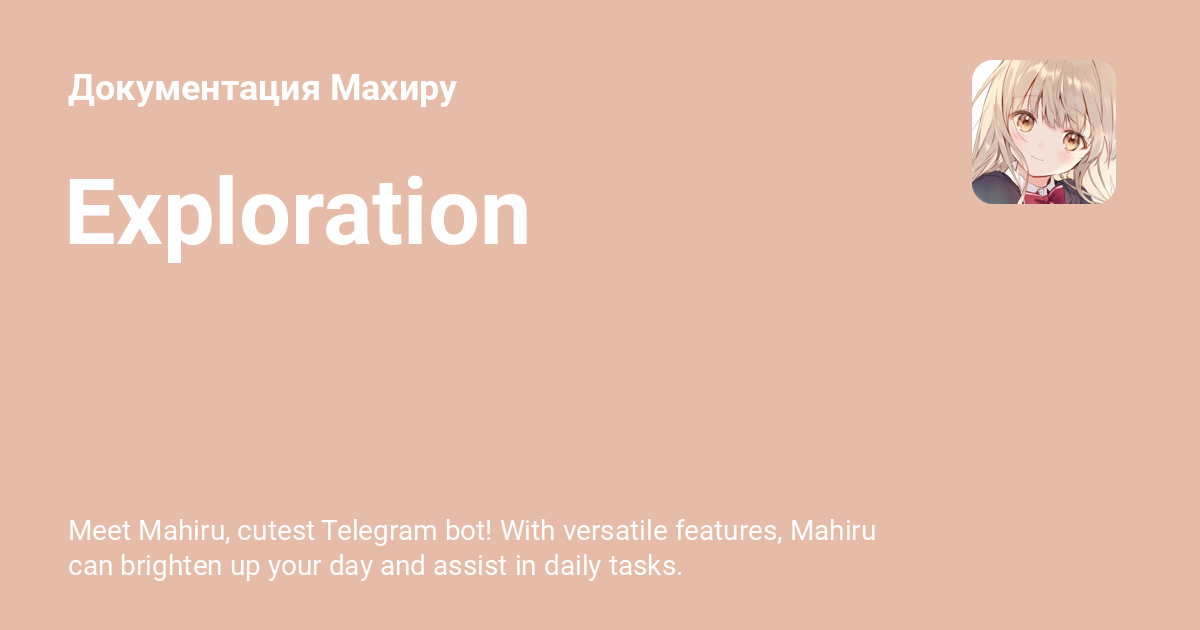 Документация Махиру
Exploration
Meet Mahiru, cutest Telegram bot! With versatile features, Mahiru
can brighten up your day and assist in daily tasks.